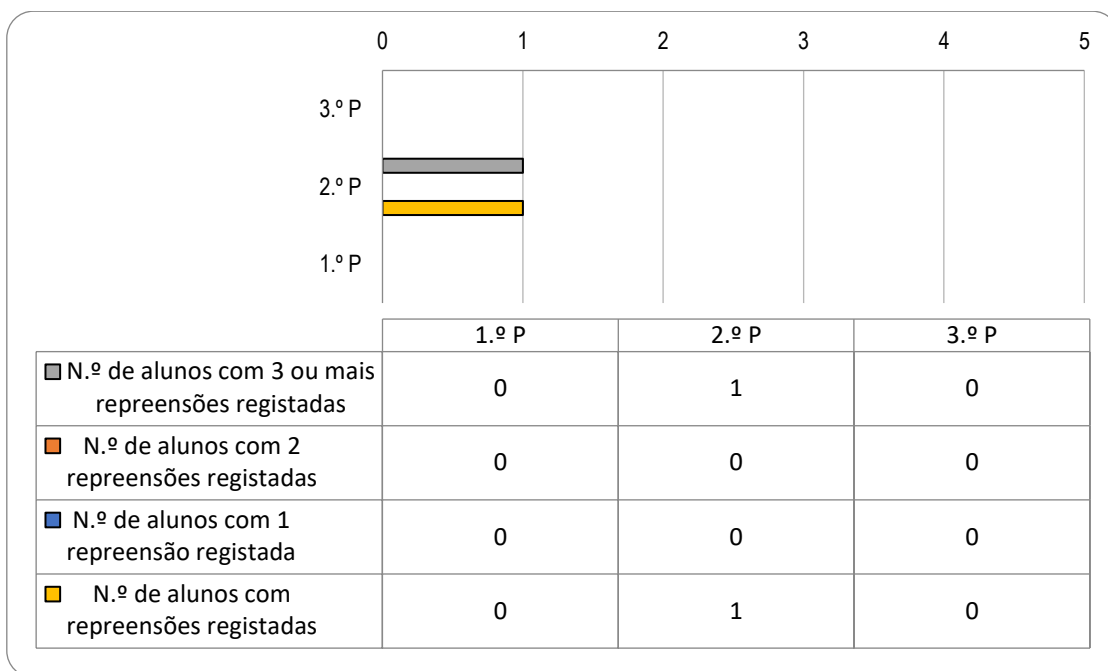 0 1 2 3 4 5
3.º P
2.º P
1.º P
1.º P 2.º P 3.º P
N.º de alunos com 3 ou mais
repreensões registadas
0 1 0
N.º de alunos com 2
repreensões registadas
0 0 0
N.º de alunos com 1
repreensão registada
0 0 0
N.º de alunos com
repreensões registadas
0 1 0